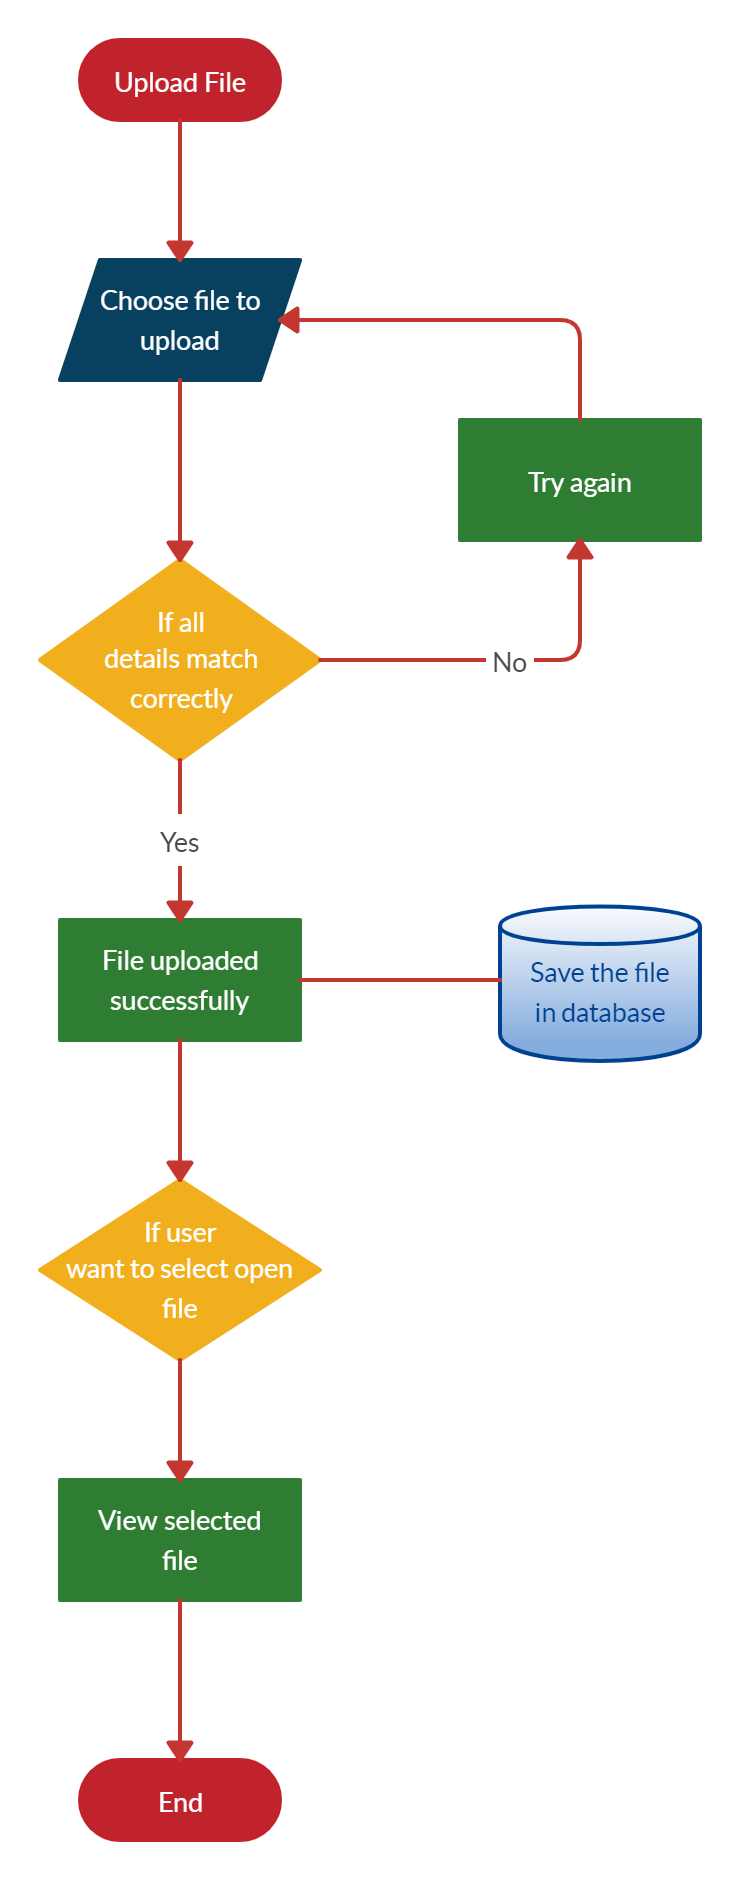 Upload File
Choose file to
upload
Try again
If all
details match
correctly
No
Yes
File uploaded
successfully
Save the file
in database
If user
want to select open
file
View selected
file
End